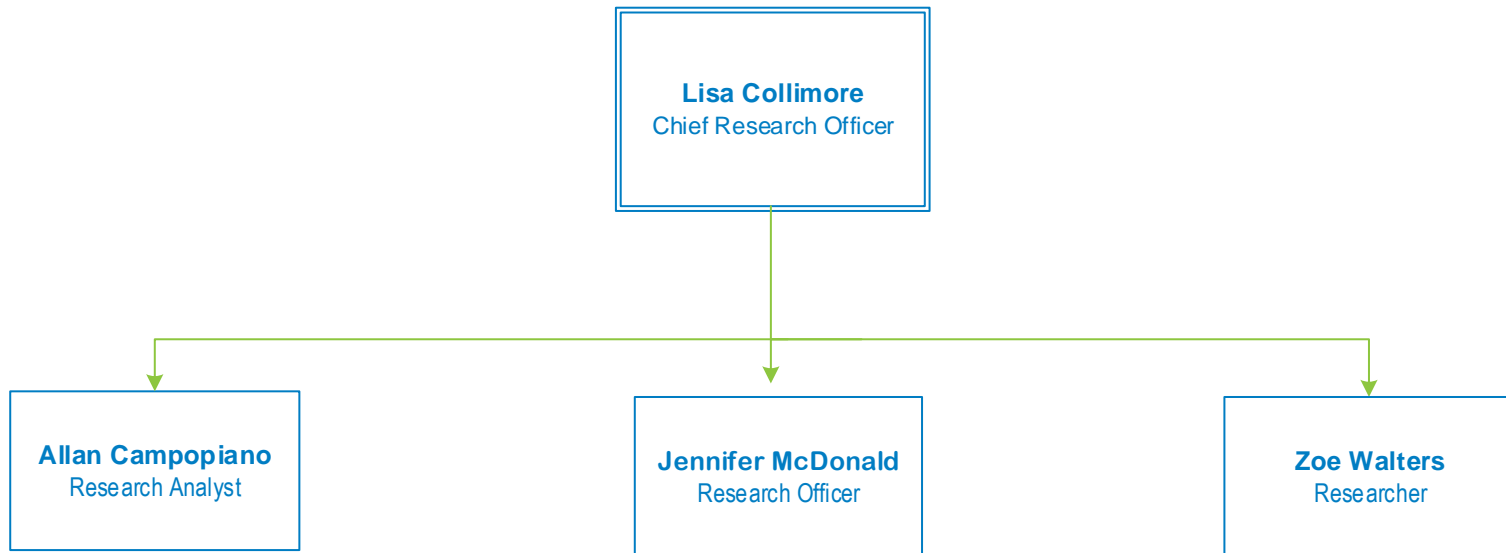 Lisa Collimore
Chief Research Officer
Allan Campopiano
Research Analyst
Jennifer McDonald
Research Officer
Zoe Walters
Researcher